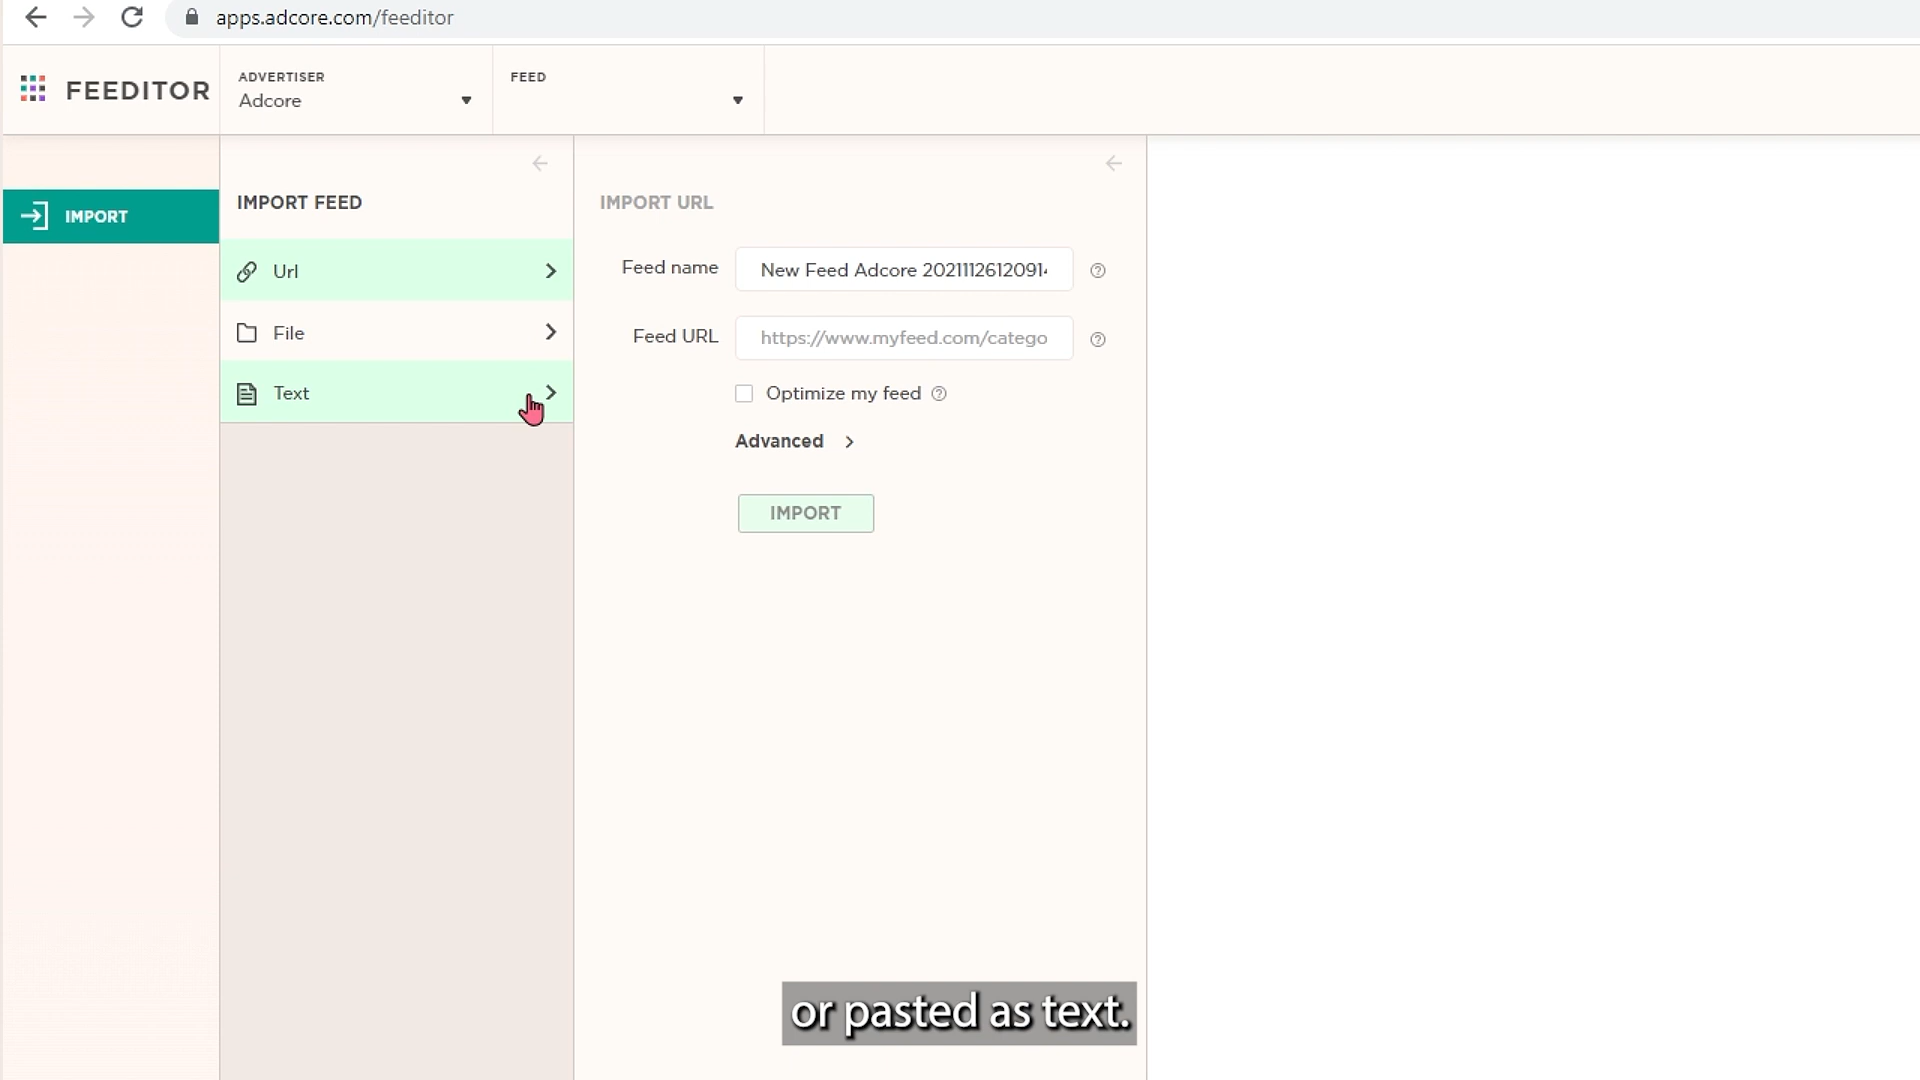 apps.adcore.com/feeditor
FEEDITOR
ADVERTISER
Adcore
FEED
IMPORT
IMPORT FEED
Url
File
Text
IMPORT URL
Feed name
New Feed Adcore 20211126120914
Feed URL
https://www.myfeed.com/catego
Optimize my feed
Advanced
IMPORT
or pasted as text.